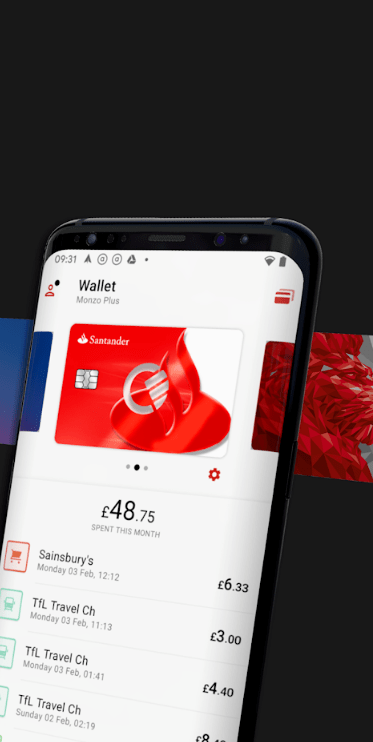 09:31
Wallet
Monzo Plus
Santander
£48.75
SPENT THIS MONTH
Sainsbury's
Monday 03 Feb, 12:12
£6.33
TfL Travel Ch
Monday 03 Feb, 11:13
£3.00
TfL Travel Ch
Monday 03 Feb, 01:41
£4.40
TfL Travel Ch
Sunday 02 Feb, 02:19